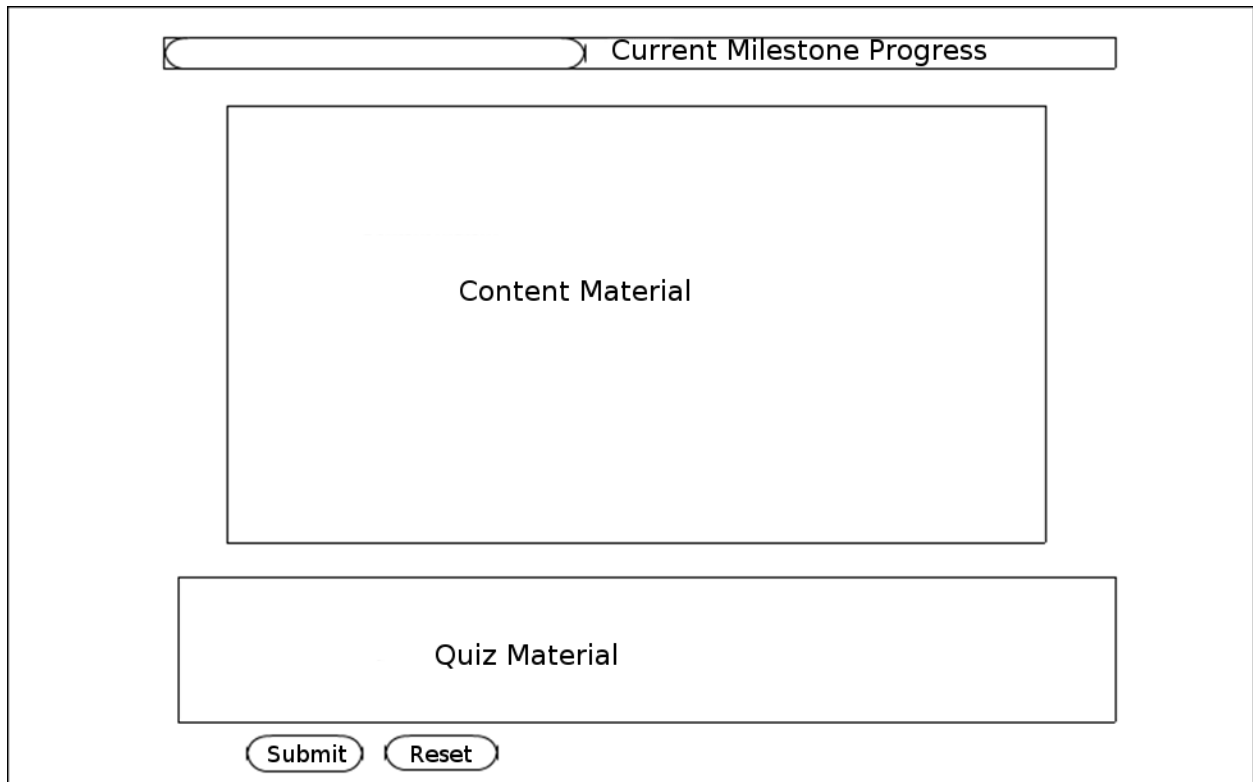 Current Milestone Progress
Content Material
Quiz Material
Submit Reset